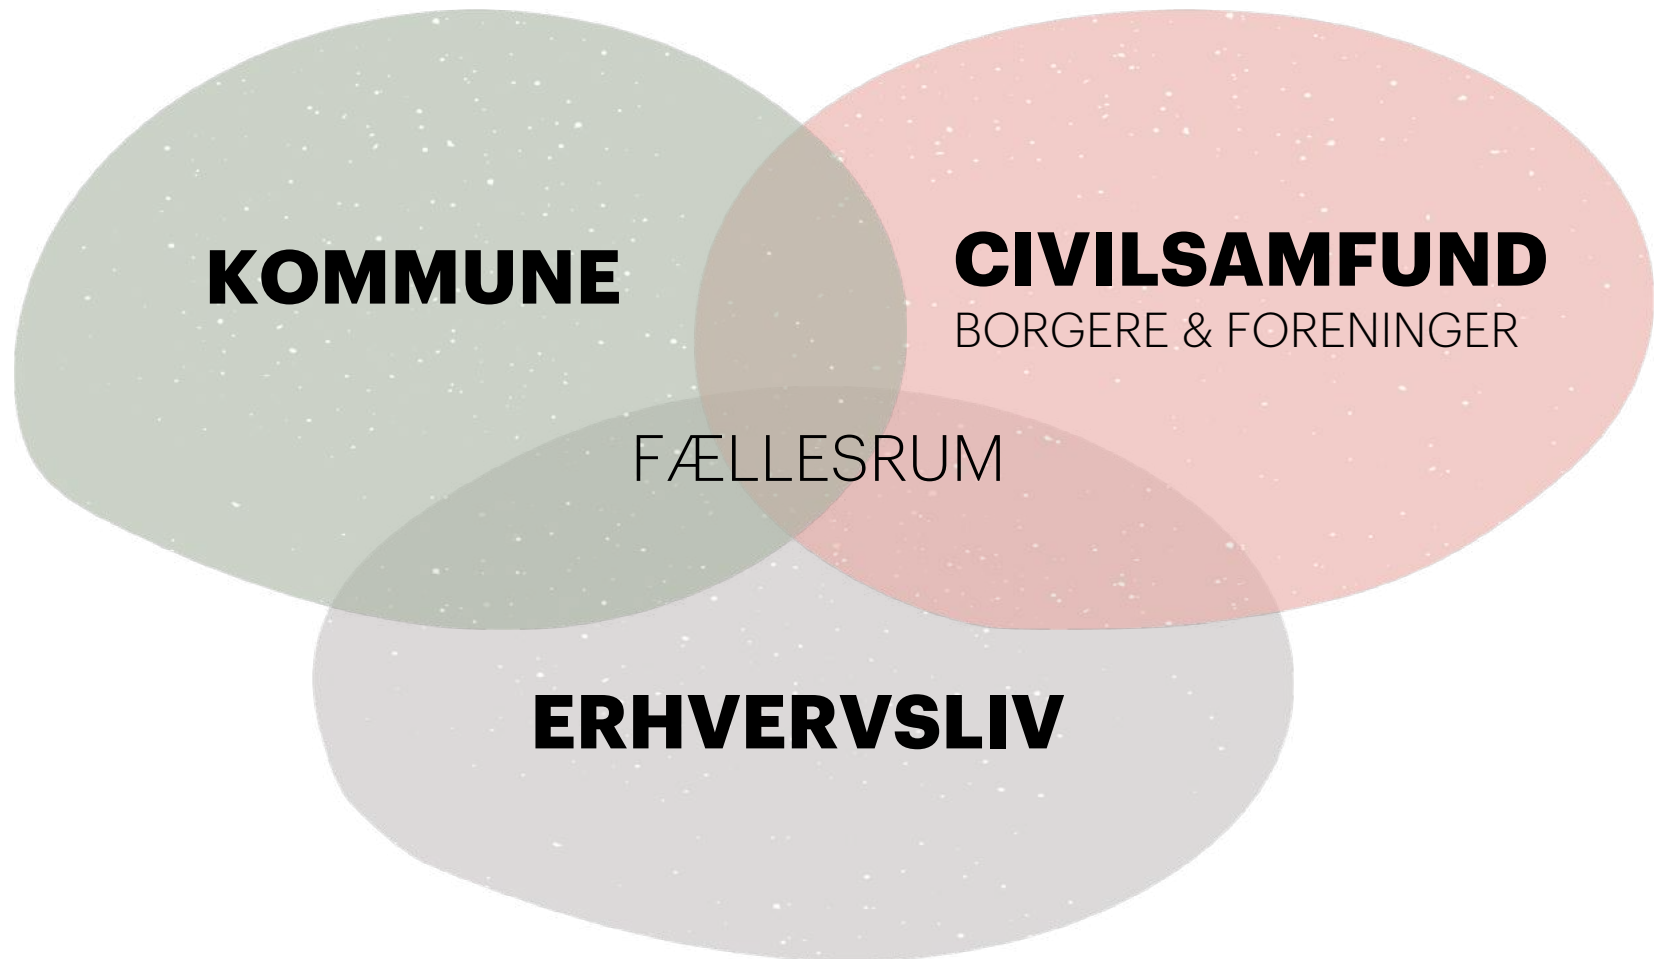 KOMMUNE
CIVILSAMFUND
BORGERE & FORENINGER
FÆLLESRUM
ERHVERVSLIV